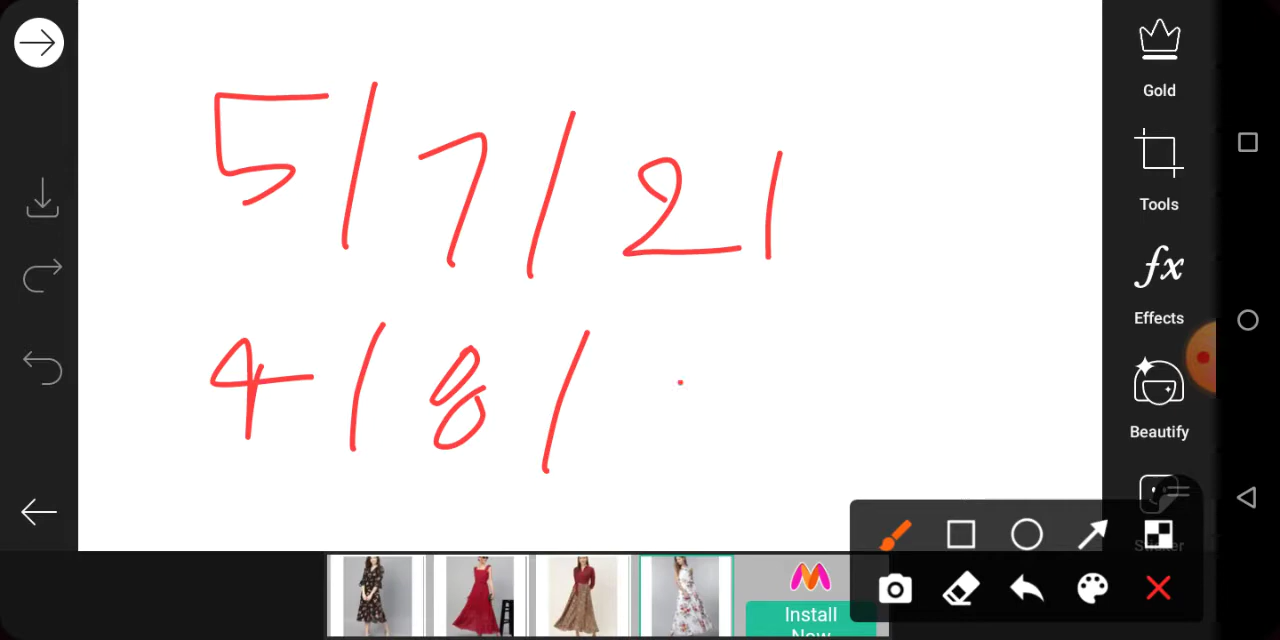 5/7/21
4/8/
Gold
Tools
fx
Effects
Beautify
Install